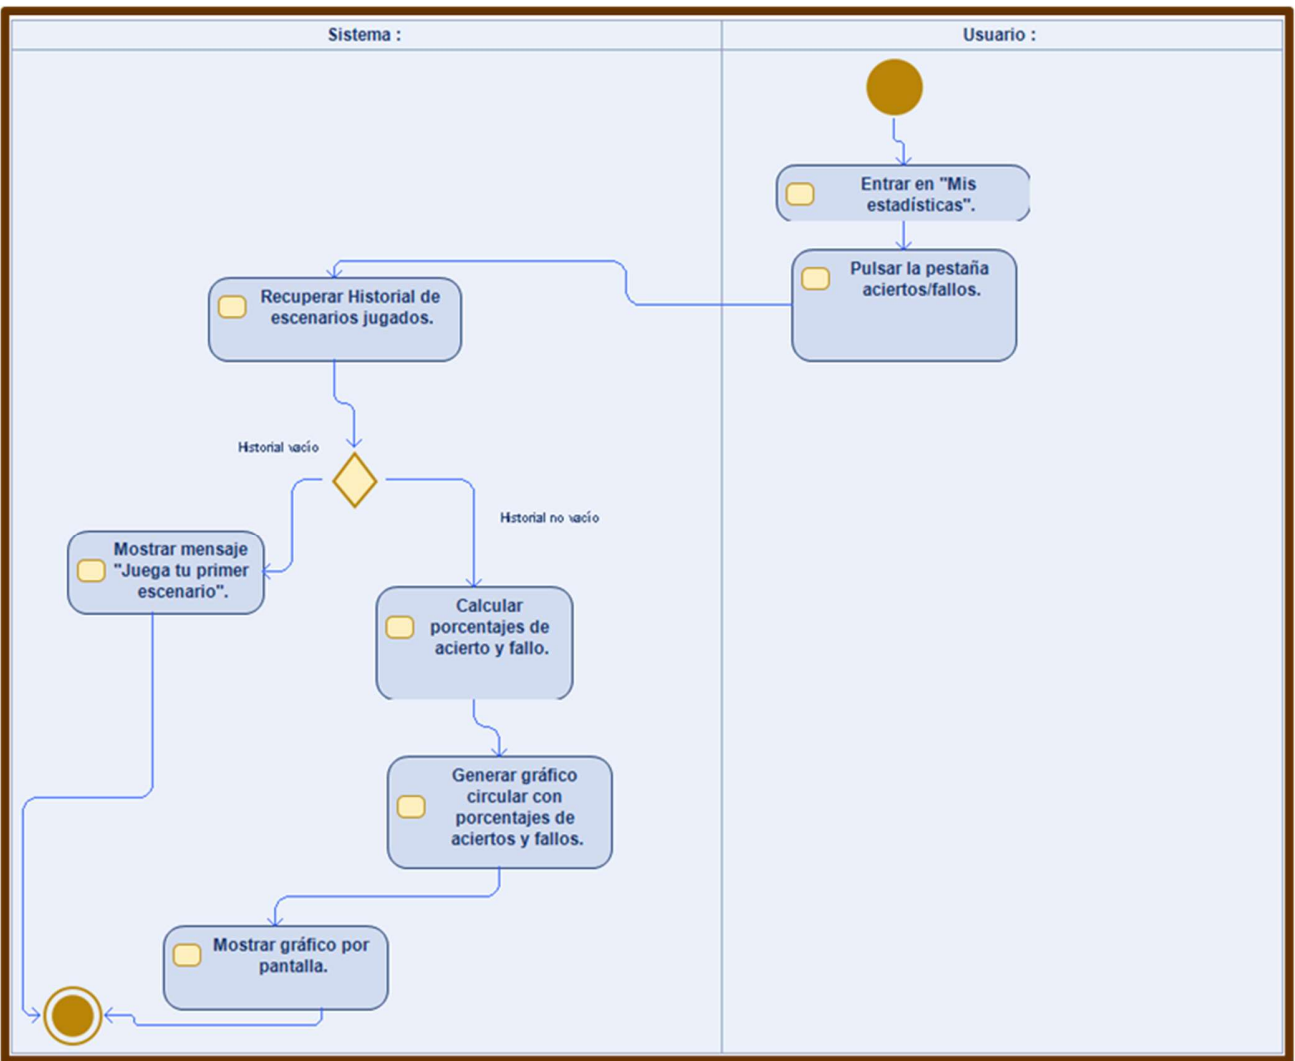 Sistema :
Usuario :
Entrar en "Mis
estadísticas".
Pulsar la pestaña
aciertos/fallos.
Recuperar Historial de
escenarios jugados.
Historial vacío
Historial no vacío
Mostrar mensaje
"Juega tu primer
escenario".
Calcular
porcentajes de
acierto y fallo.
Generar gráfico
circular con
porcentajes de
aciertos y fallos.
Mostrar gráfico por
pantalla.